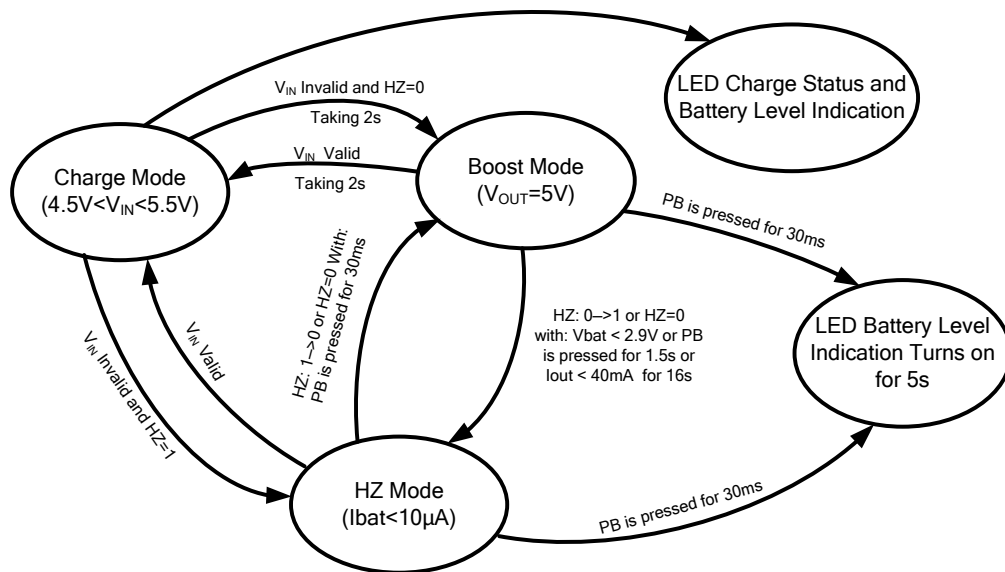 LED Charge Status and
Battery Level Indication
V_IN Invalid and HZ=0
Taking 2s
V_IN Valid
Taking 2s
Charge Mode
(4.5V<V_IN<5.5V)
Boost Mode
(V_OUT=5V)
PB is pressed for 30ms
HZ: 1–>0 or HZ=0 With:
PB is pressed for 30ms
HZ: 0–>1 or HZ=0
with: Vbat < 2.9V or PB
is pressed for 1.5s or
Iout < 40mA for 16s
LED Battery Level
Indication Turns on
for 5s
V_IN Valid
V_IN Invalid and HZ=1
HZ Mode
(Ibat<10µA)
PB is pressed for 30ms